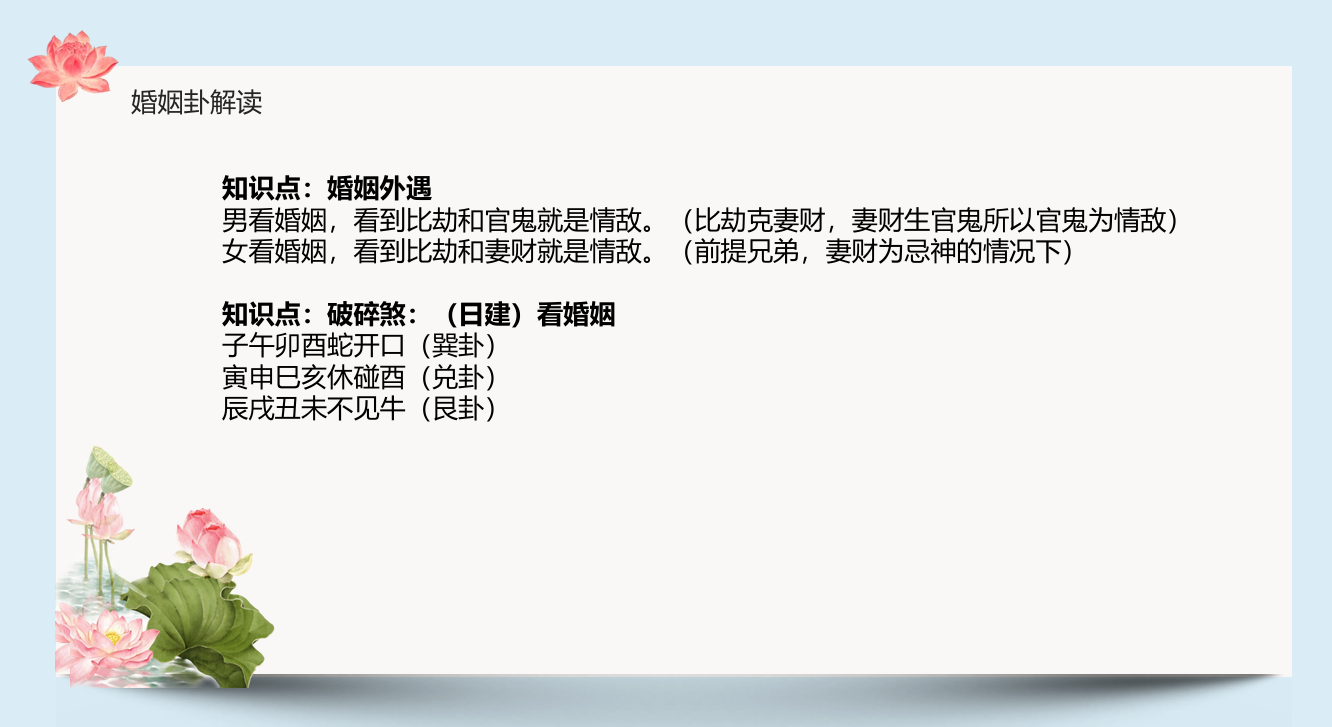 婚姻卦解读
知识点：婚姻外遇
男看婚姻，看到比劫和官鬼就是情敌。（比劫克妻财，妻财生官鬼所以官鬼为情敌）
女看婚姻，看到比劫和妻财就是情敌。（前提兄弟，妻财为忌神的情况下）
知识点：破碎煞：（日建）看婚姻
子午卯酉蛇开口（巽卦）
寅申巳亥休碰酉（兑卦）
辰戌丑未不见牛（艮卦）